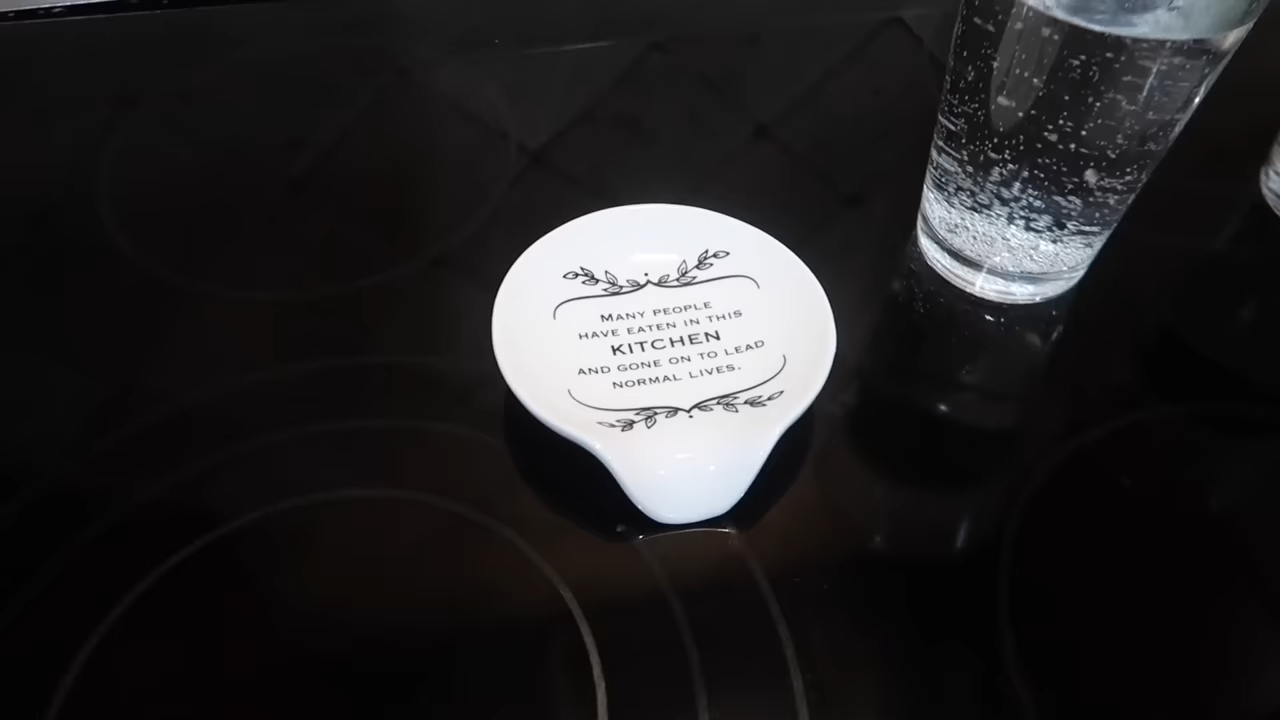 MANY PEOPLE
HAVE EATEN IN THIS
KITCHEN
AND GONE ON TO LEAD
NORMAL LIVES.